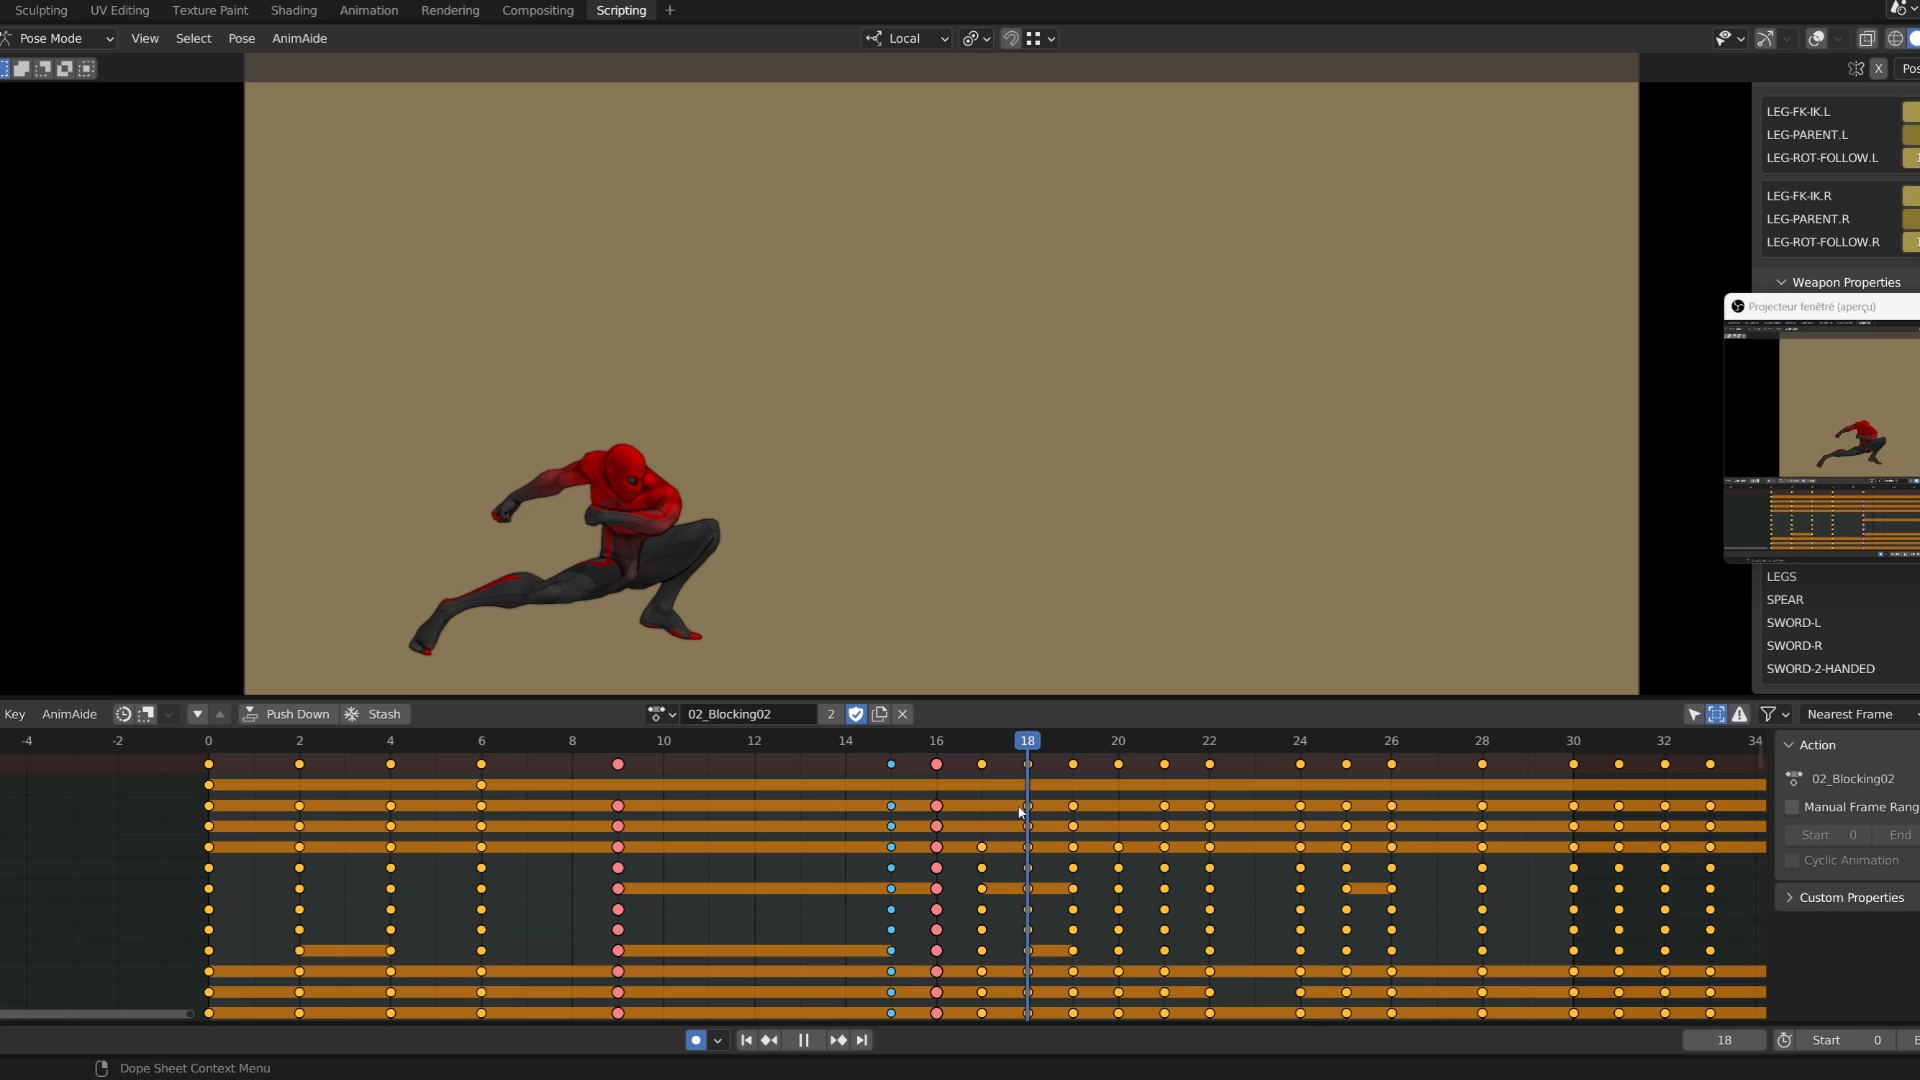 Sculpting UV Editing Texture Paint Shading Animation Rendering Compositing Scripting +
Pose Mode View Select Pose AnimAide Local
X Pos
LEG-FK-IK.L
LEG-PARENT.L
LEG-ROT-FOLLOW.L 1
LEG-FK-IK.R
LEG-PARENT.R
LEG-ROT-FOLLOW.R 1
Weapon Properties
Projecteur fenêtré (aperçu)
LEGS
SPEAR
SWORD-L
SWORD-R
SWORD-2-HANDED
Key AnimAide Push Down Stash 02_Blocking02 2 Nearest Frame
-4 -2 0 2 4 6 8 10 12 14 16 18 20 22 24 26 28 30 32 34
Action
02_Blocking02
Manual Frame Rang
Start 0 End
Cyclic Animation
Custom Properties
18 Start 0 E
Dope Sheet Context Menu